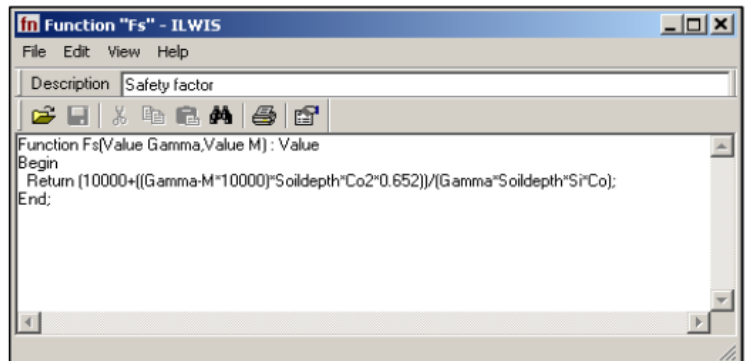 fn Function "Fs" - ILWIS
File Edit View Help
Description Safety factor
Function Fs(Value Gamma,Value M) : Value
Begin
Return (10000+((Gamma-M*10000)*Soildepth*Co2*0.652))/(Gamma*Soildepth*Si*Co);
End;